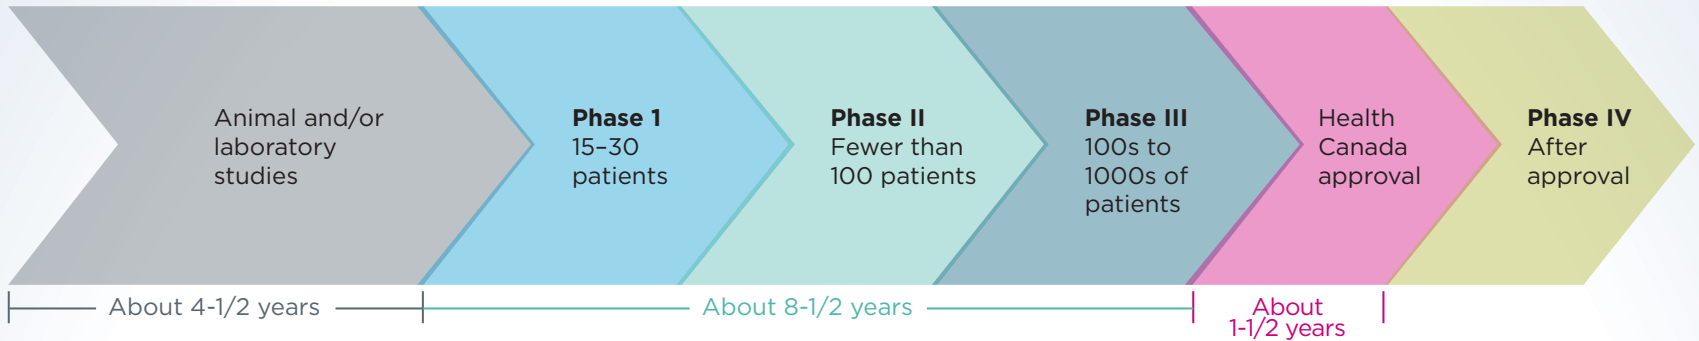 Animal and/or
laboratory
studies
Phase 1
15–30
patients
Phase II
Fewer than
100 patients
Phase III
100s to
1000s of
patients
Health
Canada
approval
Phase IV
After
approval
About 4-1/2 years
About 8-1/2 years
About
1-1/2 years